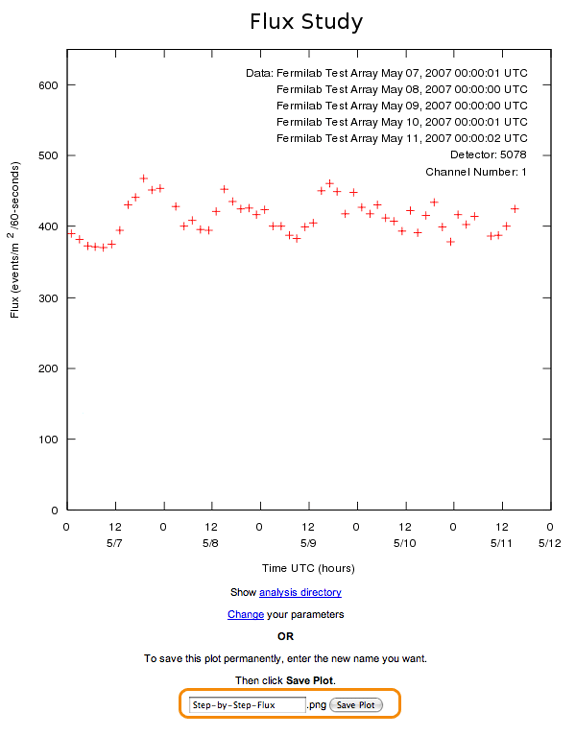 Flux Study
Data: Fermilab Test Array May 07, 2007 00:00:01 UTC
Fermilab Test Array May 08, 2007 00:00:00 UTC
Fermilab Test Array May 09, 2007 00:00:00 UTC
Fermilab Test Array May 10, 2007 00:00:01 UTC
Fermilab Test Array May 11, 2007 00:00:02 UTC
Detector: 5078
Channel Number: 1
Flux (events/m 2 /60-seconds)
600
500
400
300
200
100
0
0 12 0 12 0 12 0 12 0 12 0
5/7 5/8 5/9 5/10 5/11 5/12
Time UTC (hours)
Show analysis directory
Change your parameters
OR
To save this plot permanently, enter the new name you want.
Then click Save Plot.
Step-by-Step-Flux .png Save Plot